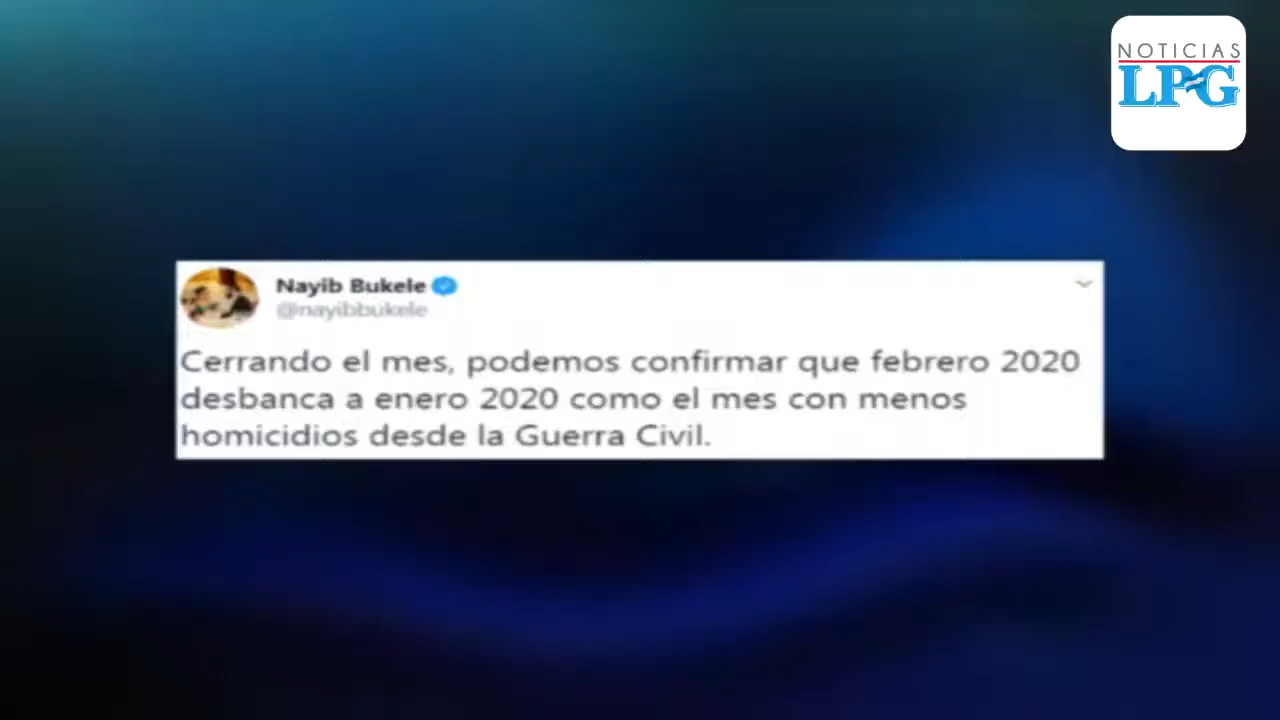 NOTICIAS
LPG
Nayib Bukele
@nayibbukele
Cerrando el mes, podemos confirmar que febrero 2020
desbanca a enero 2020 como el mes con menos
homicidios desde la Guerra Civil.